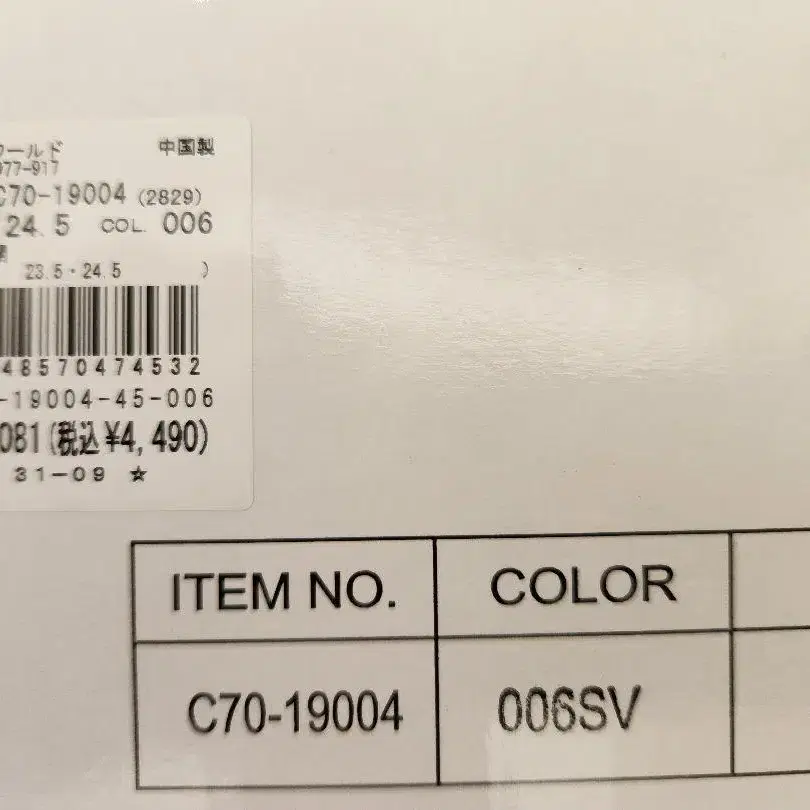 ワールド 中国製
977-917
C70-19004 (2829)
24.5 COL. 006
23.5・24.5 )
48570474532
-19004-45-006
081(税込¥4,490)
31-09 ☆
ITEM NO. COLOR
C70-19004 006SV